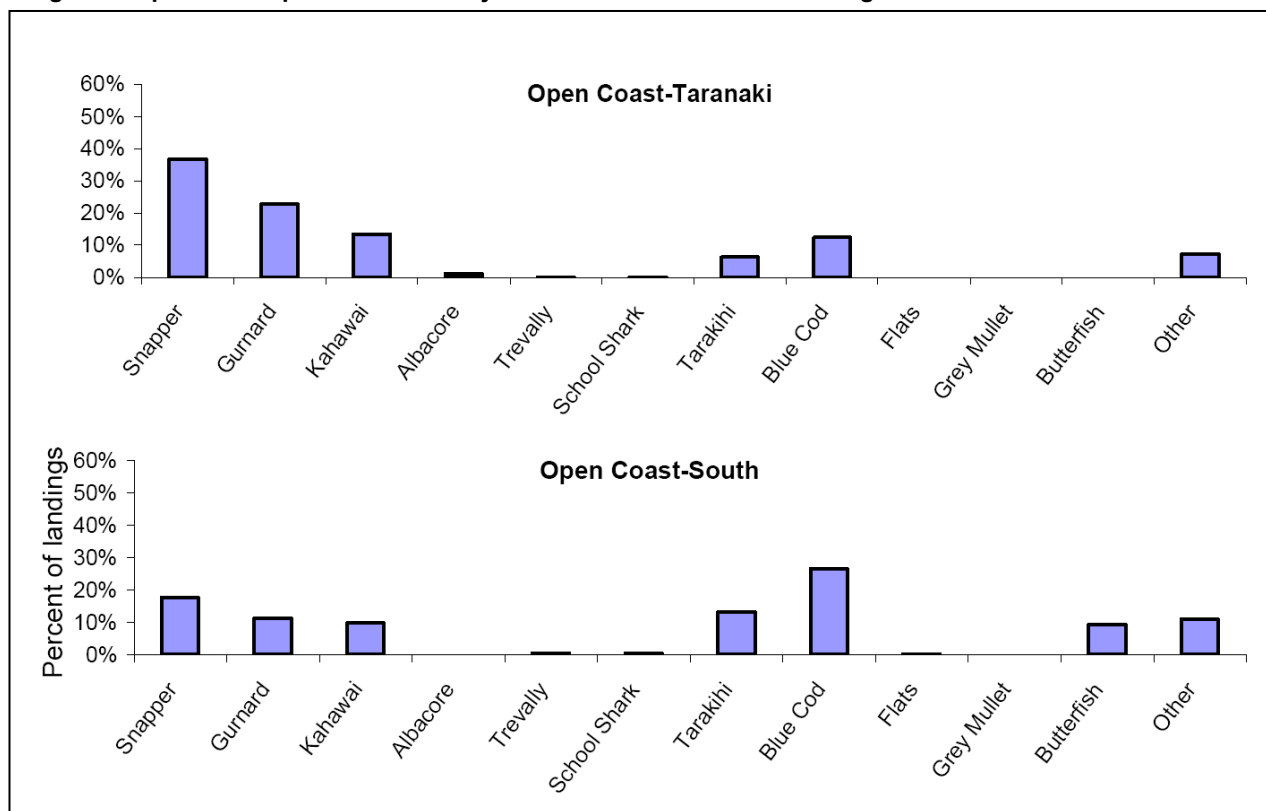 Open Coast-Taranaki
60%
50%
40%
30%
20%
10%
0%
Snapper
Gurnard
Kahawai
Albacore
Trevally
School Shark
Tarakihi
Blue Cod
Flats
Grey Mullet
Butterfish
Other
Open Coast-South
Percent of landings
60%
50%
40%
30%
20%
10%
0%
Snapper
Gurnard
Kahawai
Albacore
Trevally
School Shark
Tarakihi
Blue Cod
Flats
Grey Mullet
Butterfish
Other